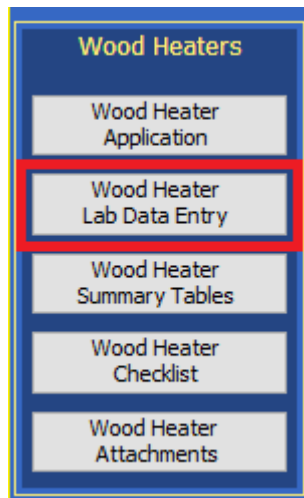 Wood Heaters
Wood Heater
Application
Wood Heater
Lab Data Entry
Wood Heater
Summary Tables
Wood Heater
Checklist
Wood Heater
Attachments